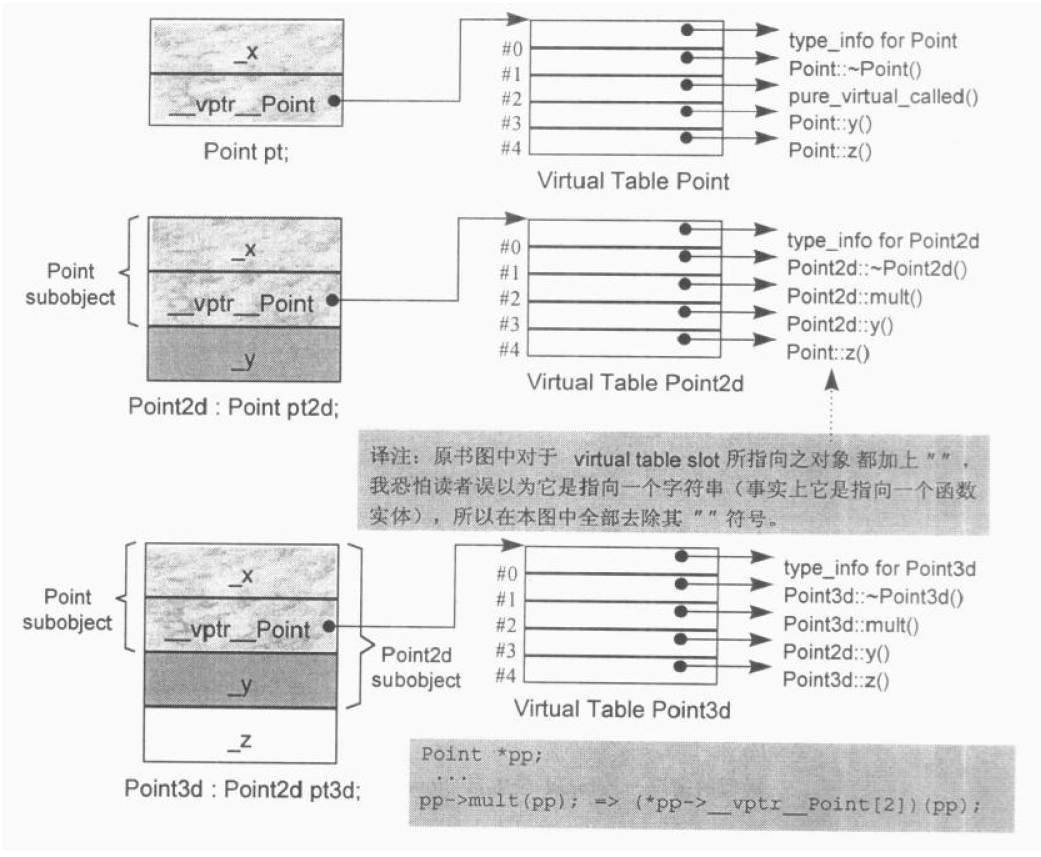 _x
__vptr__Point
Point pt;
#0
#1
#2
#3
#4
type_info for Point
Point::~Point()
pure_virtual_called()
Point::y()
Point::z()
Virtual Table Point
Point
subobject
_x
__vptr__Point
_y
Point2d : Point pt2d;
#0
#1
#2
#3
#4
type_info for Point2d
Point2d::~Point2d()
Point2d::mult()
Point2d::y()
Point::z()
Virtual Table Point2d
译注：原书图中对于 virtual table slot 所指向之对象 都加上 " " ，
我恐怕读者误以为它是指向一个字符串（事实上它是指向一个函数
实体），所以在本图中全部去除其 " " 符号。
Point
subobject
_x
__vptr__Point
_y
_z
Point2d
subobject
Point3d : Point2d pt3d;
#0
#1
#2
#3
#4
type_info for Point3d
Point3d::~Point3d()
Point3d::mult()
Point2d::y()
Point3d::z()
Virtual Table Point3d
Point *pp;
...
pp->mult(pp); => (*pp->__vptr__Point[2])(pp);